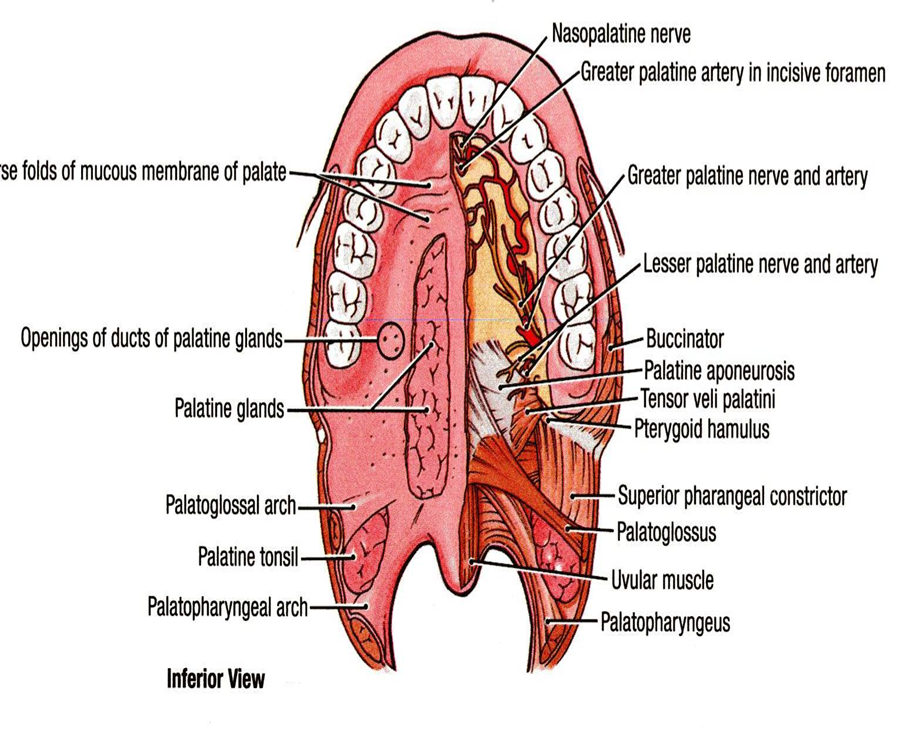 Nasopalatine nerve
Greater palatine artery in incisive foramen
folds of mucous membrane of palate
Greater palatine nerve and artery
Lesser palatine nerve and artery
Openings of ducts of palatine glands
Buccinator
Palatine aponeurosis
Tensor veli palatini
Palatine glands
Pterygoid hamulus
Superior pharangeal constrictor
Palatoglossal arch
Palatoglossus
Palatine tonsil
Uvular muscle
Palatopharyngeal arch
Palatopharyngeus
Inferior View